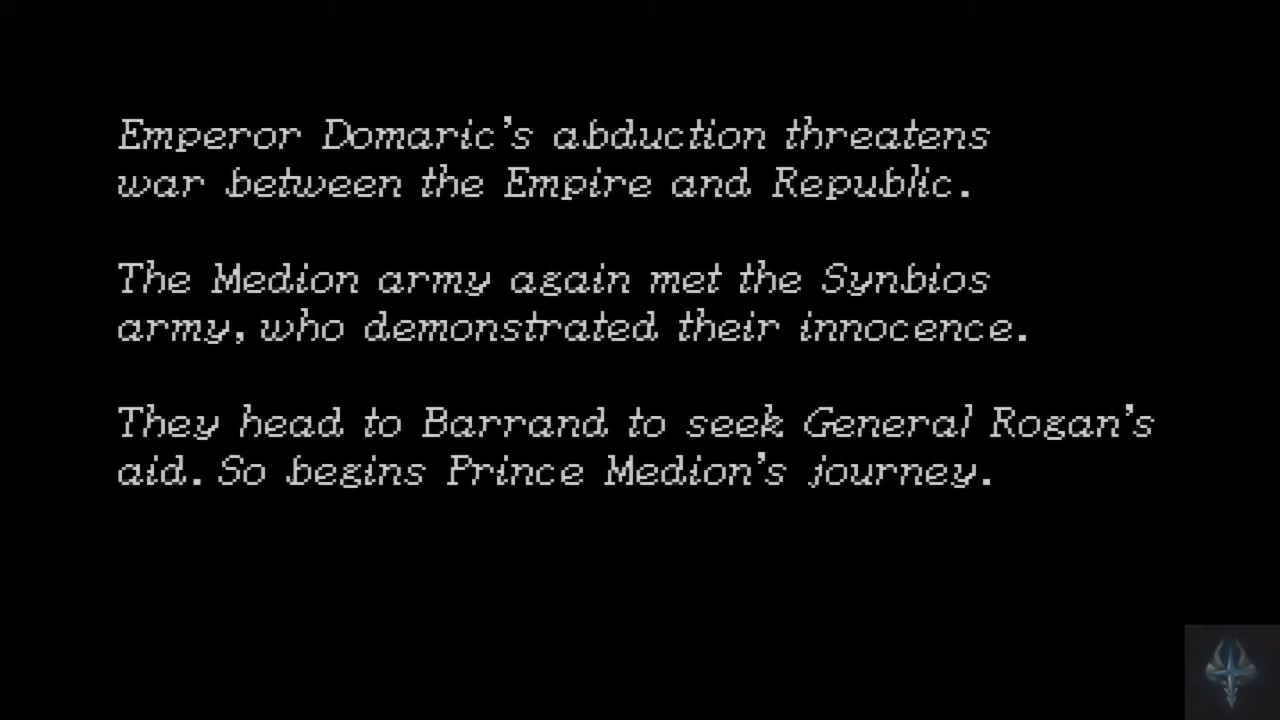 Emperor Domaric's abduction threatens
war between the Empire and Republic.
The Medion army again met the Synbios
army, who demonstrated their innocence.
They head to Barrand to seek General Rogan's
aid. So begins Prince Medion's journey.